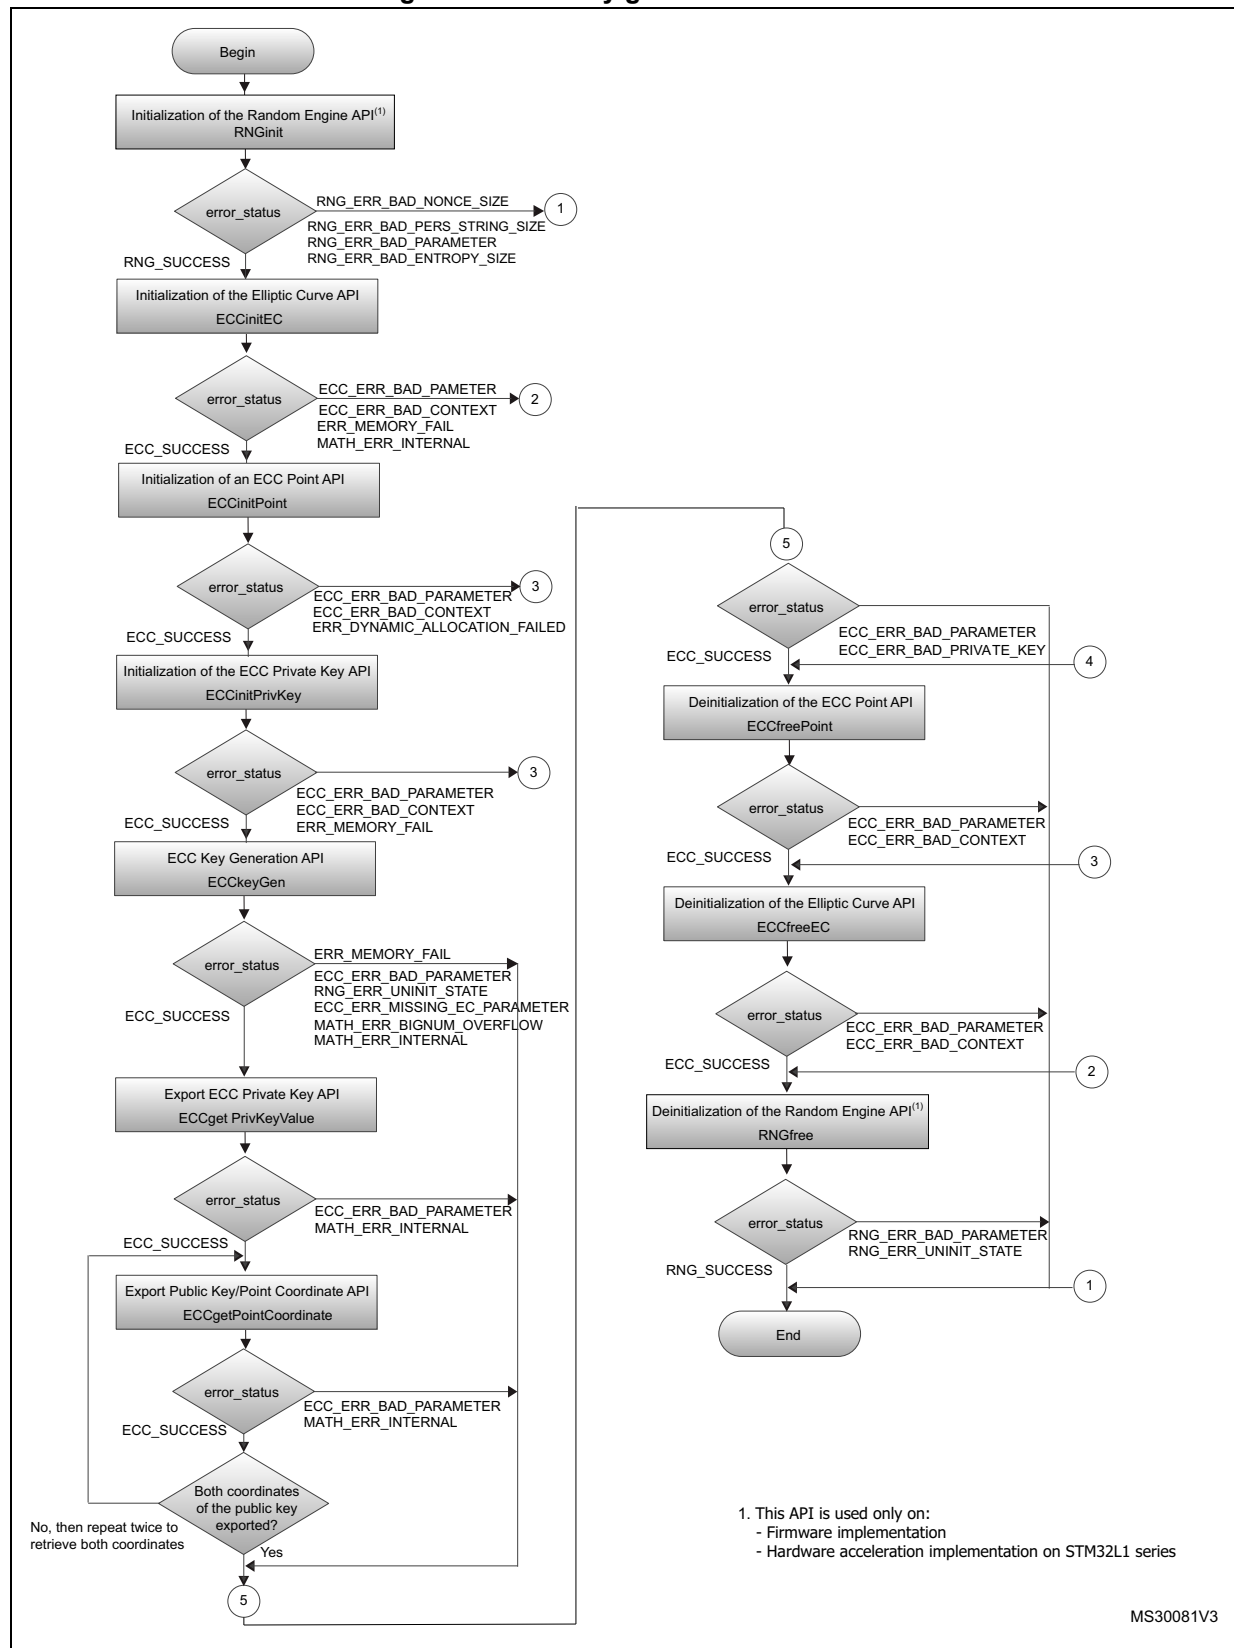 Begin
Initialization of the Random Engine API(1)
RNGinit
error_status
RNG_ERR_BAD_NONCE_SIZE
1
RNG_ERR_BAD_PERS_STRING_SIZE
RNG_ERR_BAD_PARAMETER
RNG_ERR_BAD_ENTROPY_SIZE
RNG_SUCCESS
Initialization of the Elliptic Curve API
ECCinitEC
error_status
ECC_ERR_BAD_PAMETER
2
ECC_ERR_BAD_CONTEXT
ERR_MEMORY_FAIL
MATH_ERR_INTERNAL
ECC_SUCCESS
Initialization of an ECC Point API
ECCinitPoint
error_status
3
ECC_ERR_BAD_PARAMETER
ECC_ERR_BAD_CONTEXT
ERR_DYNAMIC_ALLOCATION_FAILED
ECC_SUCCESS
Initialization of the ECC Private Key API
ECCinitPrivKey
error_status
3
ECC_ERR_BAD_PARAMETER
ECC_ERR_BAD_CONTEXT
ERR_MEMORY_FAIL
ECC_SUCCESS
ECC Key Generation API
ECCkeyGen
error_status
ERR_MEMORY_FAIL
ECC_ERR_BAD_PARAMETER
RNG_ERR_UNINIT_STATE
ECC_ERR_MISSING_EC_PARAMETER
MATH_ERR_BIGNUM_OVERFLOW
MATH_ERR_INTERNAL
ECC_SUCCESS
Export ECC Private Key API
ECCget PrivKeyValue
error_status
ECC_ERR_BAD_PARAMETER
MATH_ERR_INTERNAL
ECC_SUCCESS
Export Public Key/Point Coordinate API
ECCgetPointCoordinate
error_status
ECC_ERR_BAD_PARAMETER
MATH_ERR_INTERNAL
ECC_SUCCESS
Both coordinates
of the public key
exported?
No, then repeat twice to
retrieve both coordinates
Yes
5
5
error_status
ECC_ERR_BAD_PARAMETER
ECC_ERR_BAD_PRIVATE_KEY
ECC_SUCCESS
4
Deinitialization of the ECC Point API
ECCfreePoint
error_status
ECC_ERR_BAD_PARAMETER
ECC_ERR_BAD_CONTEXT
ECC_SUCCESS
3
Deinitialization of the Elliptic Curve API
ECCfreeEC
error_status
ECC_ERR_BAD_PARAMETER
ECC_ERR_BAD_CONTEXT
ECC_SUCCESS
2
Deinitialization of the Random Engine API(1)
RNGfree
error_status
RNG_ERR_BAD_PARAMETER
RNG_ERR_UNINIT_STATE
RNG_SUCCESS
1
End
1. This API is used only on:
- Firmware implementation
- Hardware acceleration implementation on STM32L1 series
MS30081V3